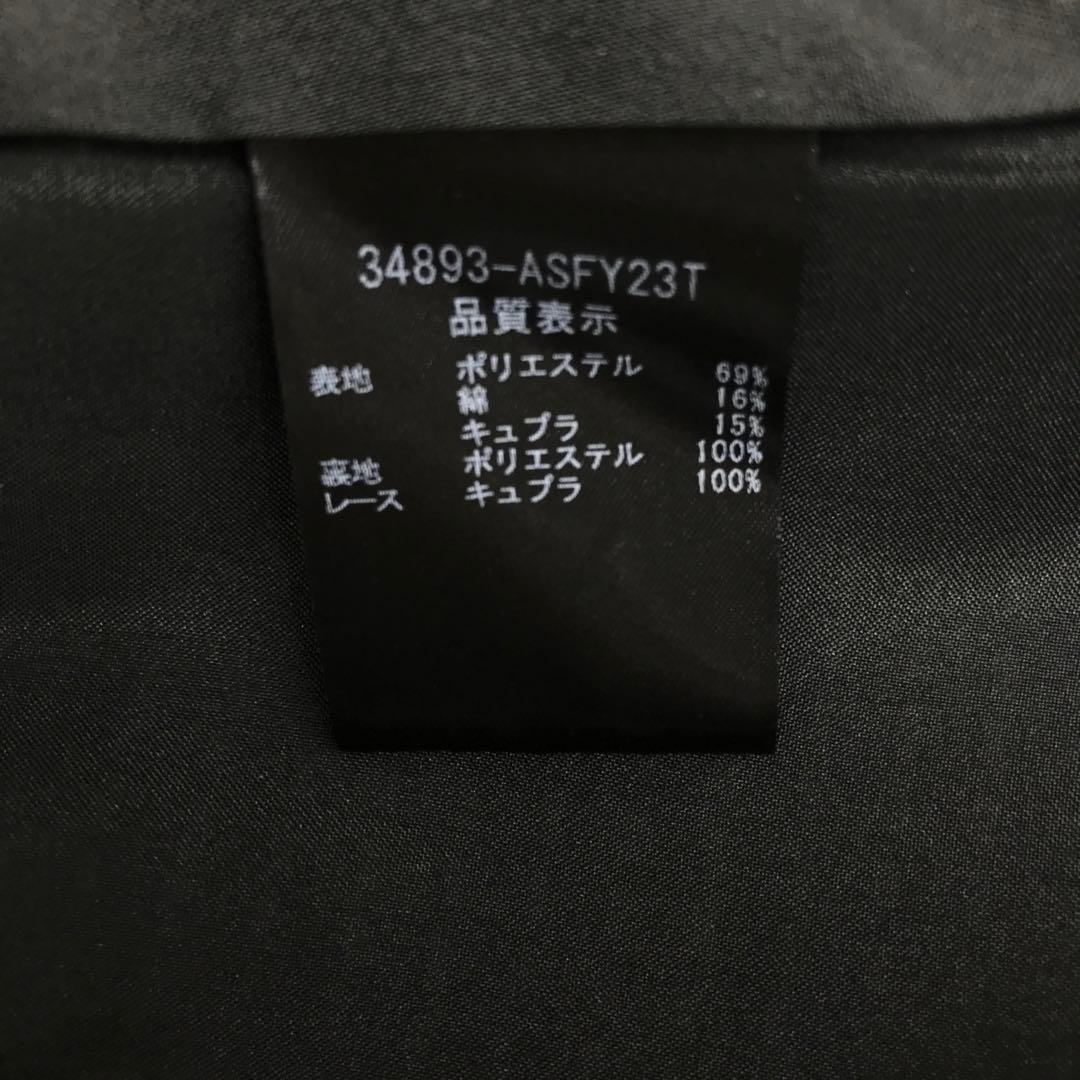 34893-ASFY23T
品質表示
表地 ポリエステル 69%
綿 16%
キュプラ 15%
裏地 ポリエステル 100%
レース キュプラ 100%